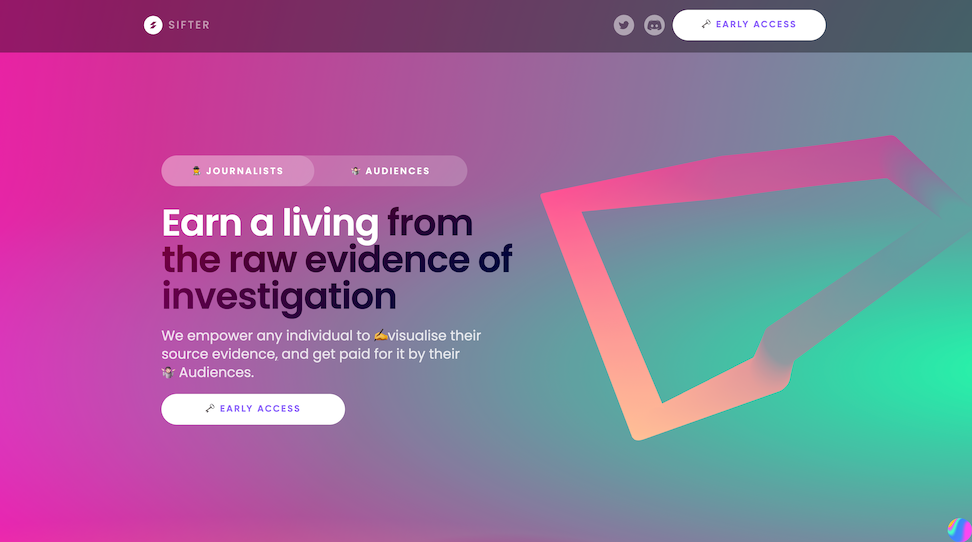 SIFTER
EARLY ACCESS
JOURNALISTS
AUDIENCES
Earn a living from
the raw evidence of
investigation
We empower any individual to ✍️visualise their
source evidence, and get paid for it by their
Audiences.
EARLY ACCESS